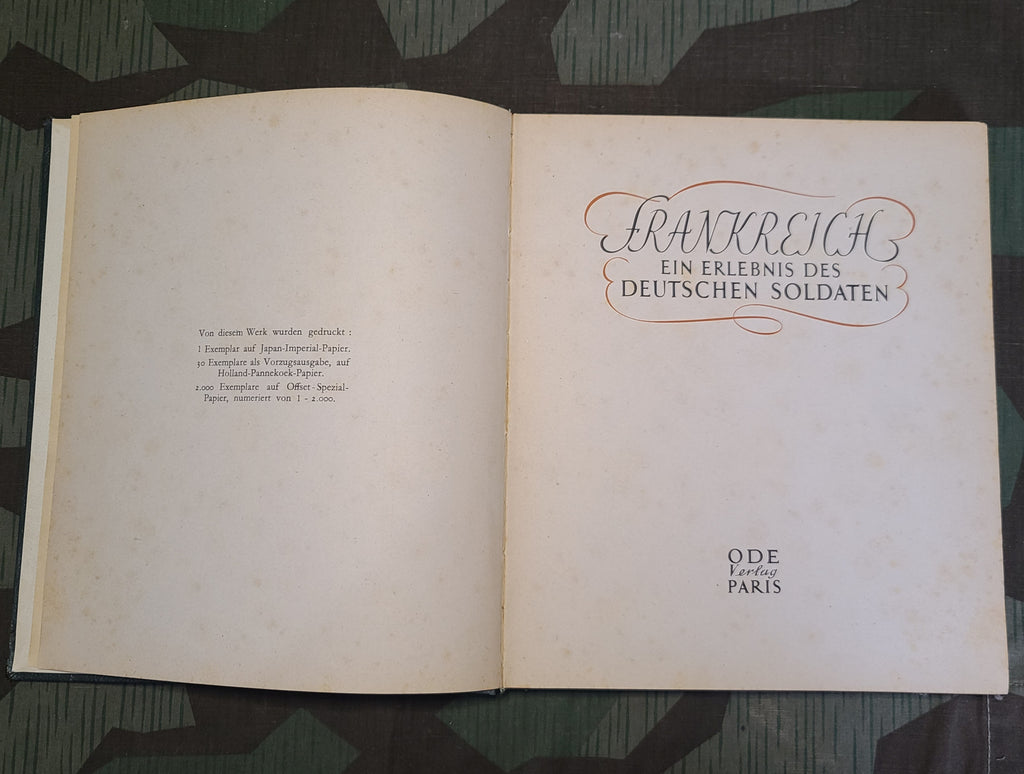 Von diesem Werk wurden gedruckt :
1 Exemplar auf Japan-Imperial-Papier.
30 Exemplare als Vorzugsausgabe, auf
Holland-Pannekoek-Papier.
2.000 Exemplare auf Offset-Spezial-
Papier, numeriert von 1 - 2.000.
FRANKREICH
EIN ERLEBNIS DES
DEUTSCHEN SOLDATEN
ODE
Verlag
PARIS